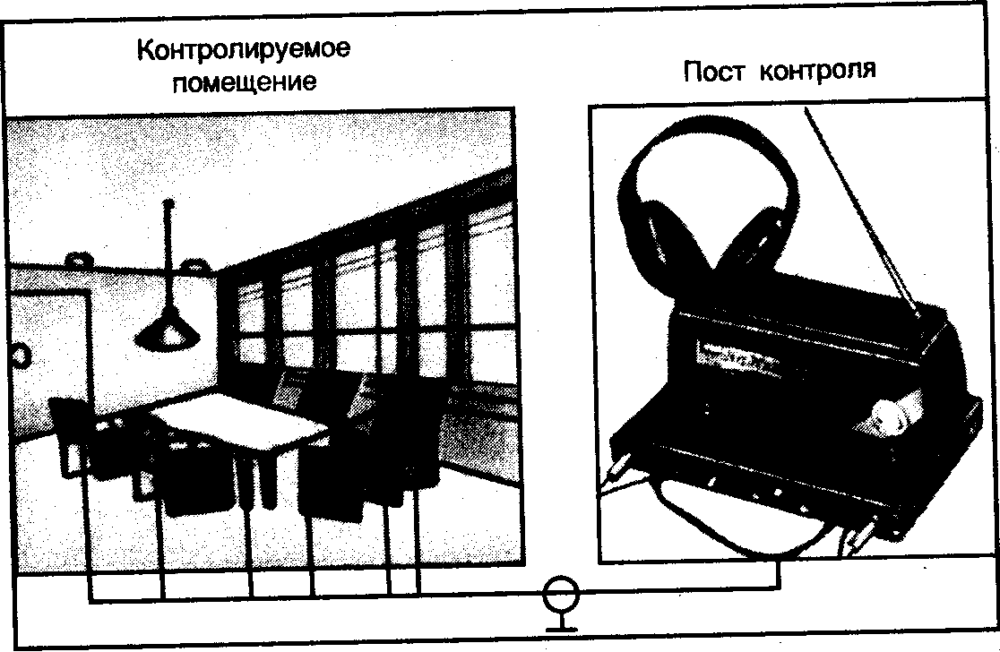 Контролируемое
помещение
Пост контроля